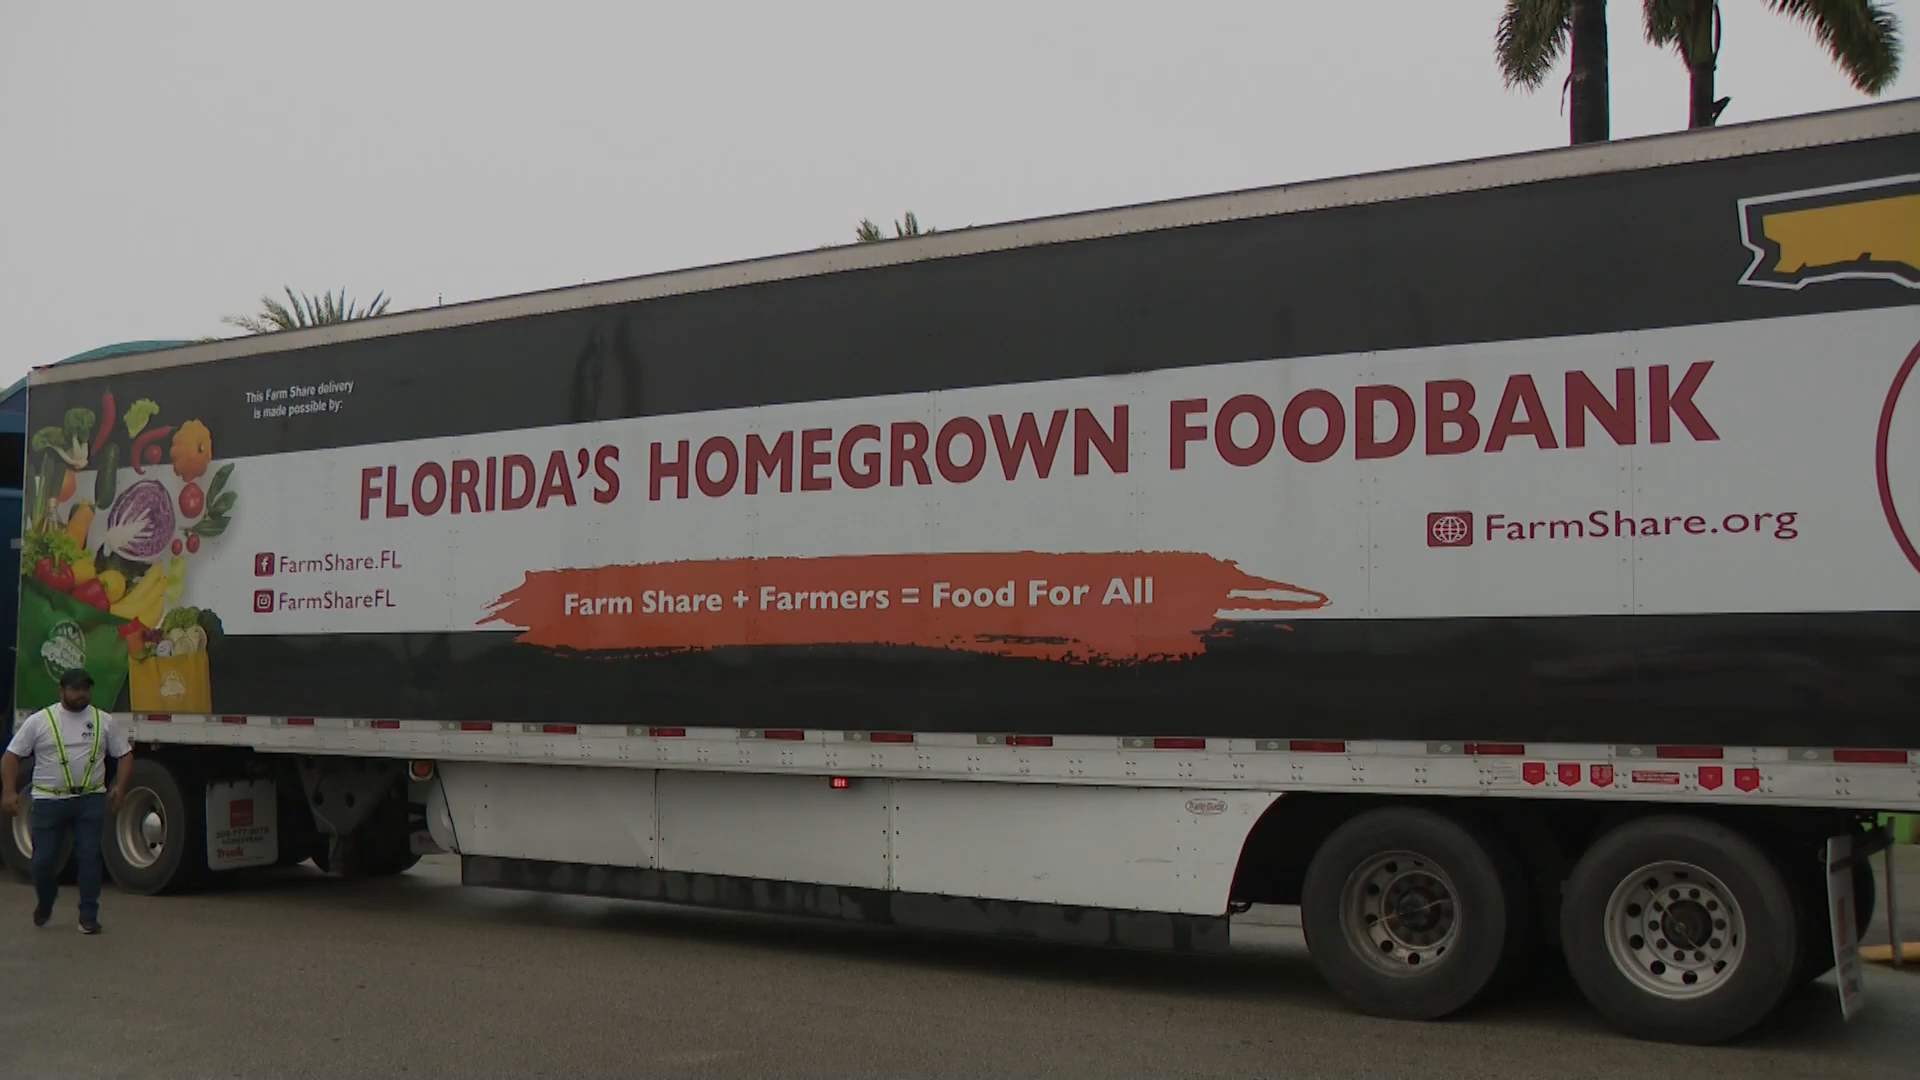 This Farm Share delivery
is made possible by:
FLORIDA'S HOMEGROWN FOODBANK
FarmShare.org
FarmShare.FL
FarmShareFL
Farm Share + Farmers = Food For All
HOMESTEAD